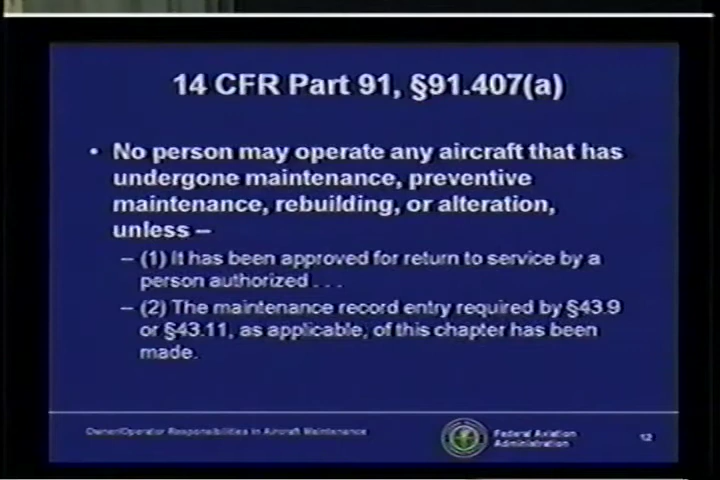 14 CFR Part 91, §91.407(a)
• No person may operate any aircraft that has
undergone maintenance, preventive
maintenance, rebuilding, or alteration,
unless –
– (1) It has been approved for return to service by a
person authorized . . .
– (2) The maintenance record entry required by §43.9
or §43.11, as applicable, of this chapter has been
made.
Owner/Operator Responsibilities in Aircraft Maintenance
Federal Aviation
Administration
12